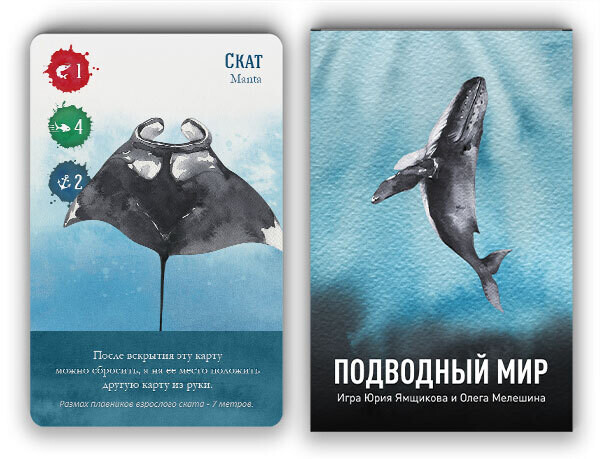 Скат
Manta
1
4
2
После вскрытия эту карту
можно сбросить, а на ее место положить
другую карту из руки.
Размах плавников взрослого ската - 7 метров.
ПОДВОДНЫЙ МИР
Игра Юрия Ямщикова и Олега Мелешина